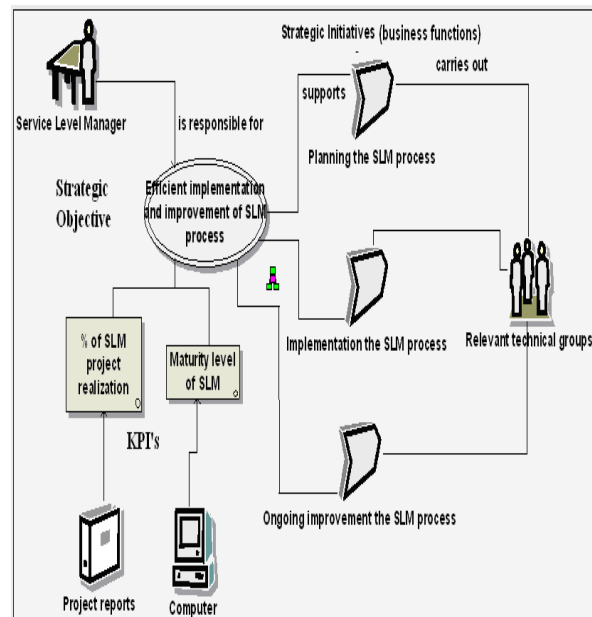 Strategic Initiatives (business functions)
carries out
supports
Service Level Manager
is responsible for
Planning the SLM process
Strategic
Objective
Efficient implementation
and improvement of SLM
process
% of SLM
project
realization
Maturity level
of SLM
Implementation the SLM process
Relevant technical groups
KPI's
Ongoing improvement the SLM process
Project reports
Computer